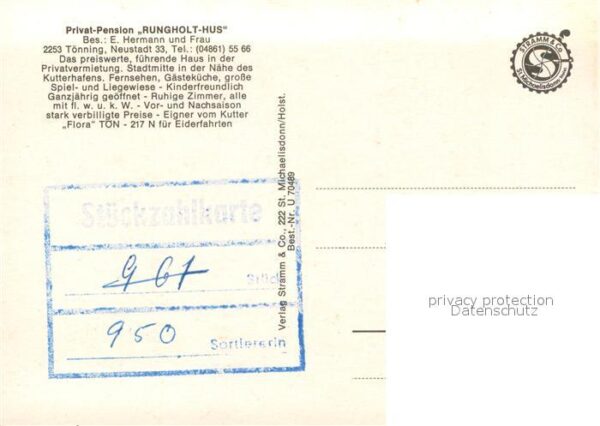 Privat-Pension „RUNGHOLT-HUS"
Bes.: E. Hermann und Frau
2253 Tönning, Neustadt 33, Tel.: (04861) 55 66
Das preiswerte, führende Haus in der
Privatvermietung. Stadtmitte in der Nähe des
Kutterhafens. Fernsehen, Gästeküche, große
Spiel- und Liegewiese - Kinderfreundlich
Ganzjährig geöffnet - Ruhige Zimmer, alle
mit fl. w. u. k. W. - Vor- und Nachsaison
stark verbilligte Preise - Eigner vom Kutter
„Flora" TÖN - 217 N für Eiderfahrten
STRAMM & Co.
St. Michaelisdonn
Stückzahlkarte
961 Stück
950 Sortiererin
Verlag Stramm & Co., 222 St. Michaelisdonn/Holst.
Best.-Nr. U 70489
privacy protection
Datenschutz